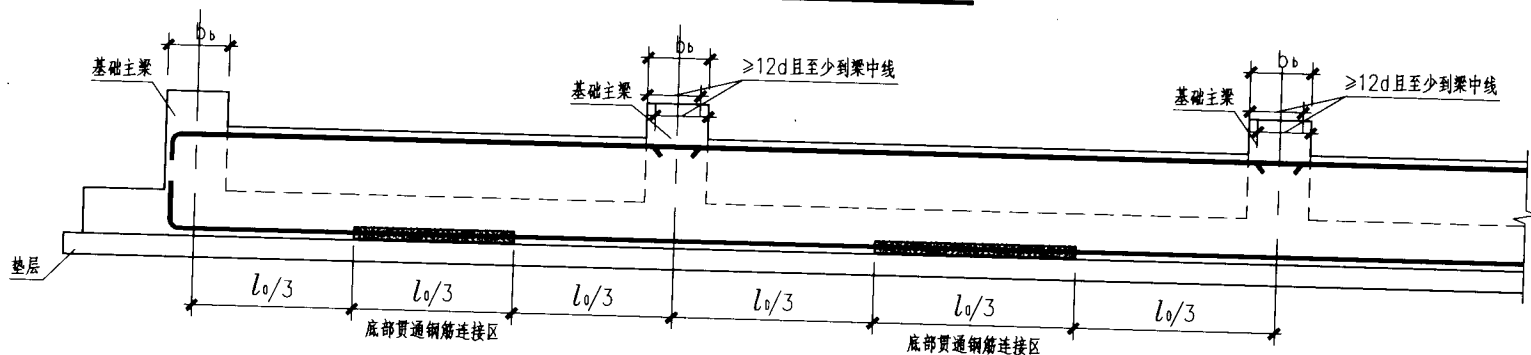 bb
bb
bb
基础主梁
≥12d且至少到梁中线
基础主梁
≥12d且至少到梁中线
基础主梁
垫层
l0/3
l0/3
l0/3
l0/3
l0/3
l0/3
底部贯通钢筋连接区
底部贯通钢筋连接区